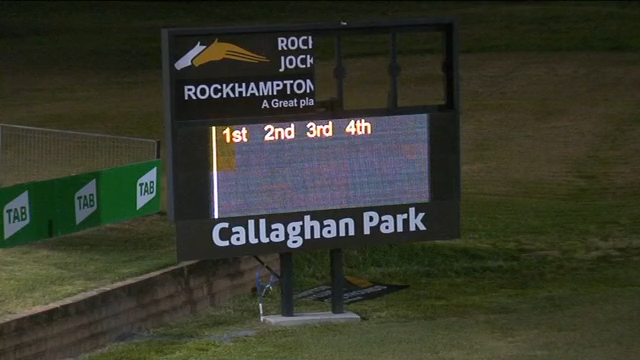 ROCK
JOCK
ROCKHAMPTON
A Great pla
1st 2nd 3rd 4th
Callaghan Park
TAB TAB TAB